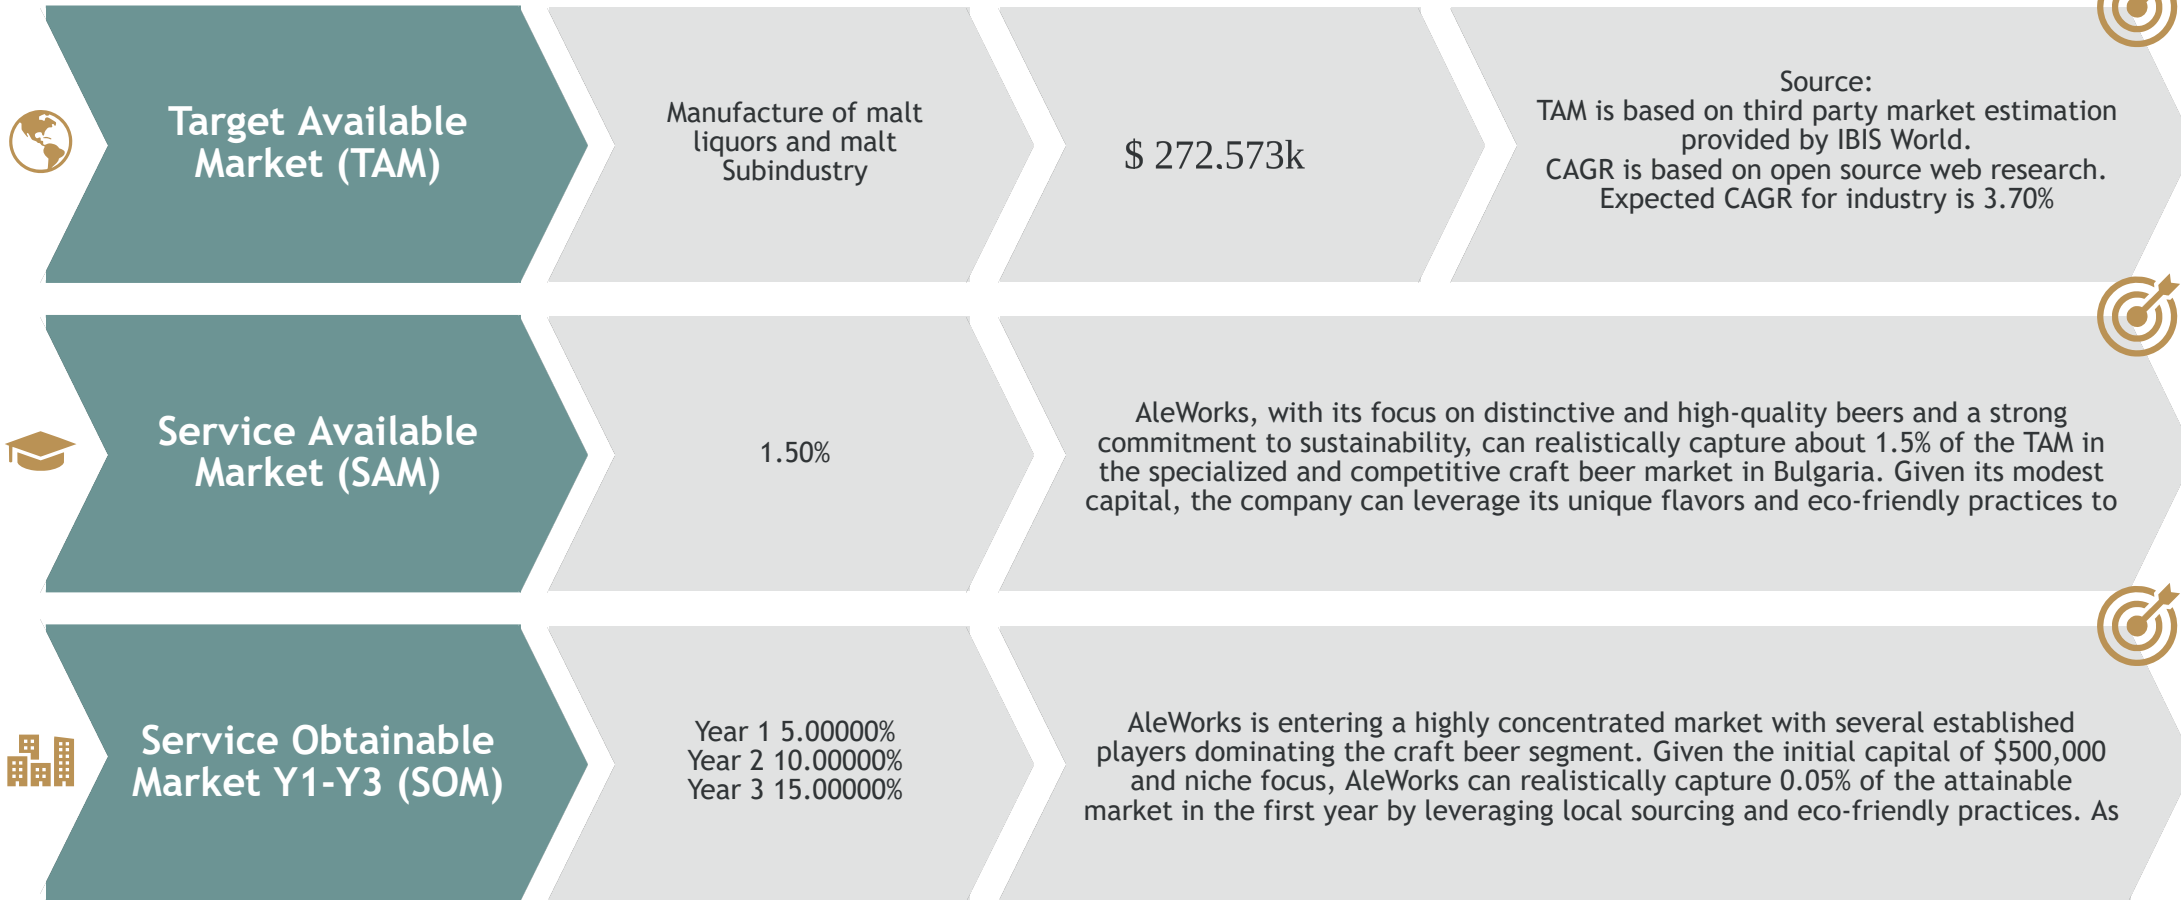 Target Available
Market (TAM)
Manufacture of malt
liquors and malt
Subindustry
$ 272.573k
Source:
TAM is based on third party market estimation
provided by IBIS World.
CAGR is based on open source web research.
Expected CAGR for industry is 3.70%
Service Available
Market (SAM)
1.50%
AleWorks, with its focus on distinctive and high-quality beers and a strong
commitment to sustainability, can realistically capture about 1.5% of the TAM in
the specialized and competitive craft beer market in Bulgaria. Given its modest
capital, the company can leverage its unique flavors and eco-friendly practices to
Service Obtainable
Market Y1-Y3 (SOM)
Year 1 5.00000%
Year 2 10.00000%
Year 3 15.00000%
AleWorks is entering a highly concentrated market with several established
players dominating the craft beer segment. Given the initial capital of $500,000
and niche focus, AleWorks can realistically capture 0.05% of the attainable
market in the first year by leveraging local sourcing and eco-friendly practices. As